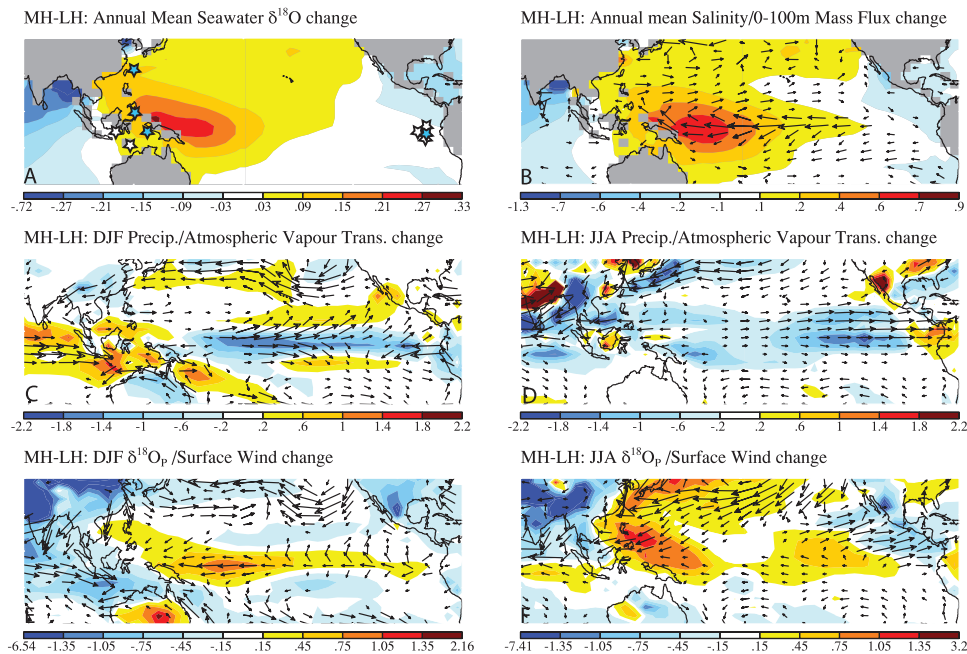 MH-LH: Annual Mean Seawater δ¹⁸O change
A
-.72 -.27 -.21 -.15 -.09 -.03 .03 .09 .15 .21 .27 .33
MH-LH: Annual mean Salinity/0-100m Mass Flux change
B
-1.3 -.7 -.6 -.4 -.2 -.1 .1 .2 .4 .6 .7 .9
MH-LH: DJF Precip./Atmospheric Vapour Trans. change
C
-2.2 -1.8 -1.4 -1 -.6 -.2 .2 .6 1 1.4 1.8 2.2
MH-LH: JJA Precip./Atmospheric Vapour Trans. change
D
-2.2 -1.8 -1.4 -1 -.6 -.2 .2 .6 1 1.4 1.8 2.2
MH-LH: DJF δ¹⁸Oₚ /Surface Wind change
E
-6.54 -1.35 -1.05 -.75 -.45 -.15 .15 .45 .75 1.05 1.35 2.16
MH-LH: JJA δ¹⁸Oₚ /Surface Wind change
F
-7.41 -1.35 -1.05 -.75 -.45 -.15 .15 .45 .75 1.05 1.35 3.2